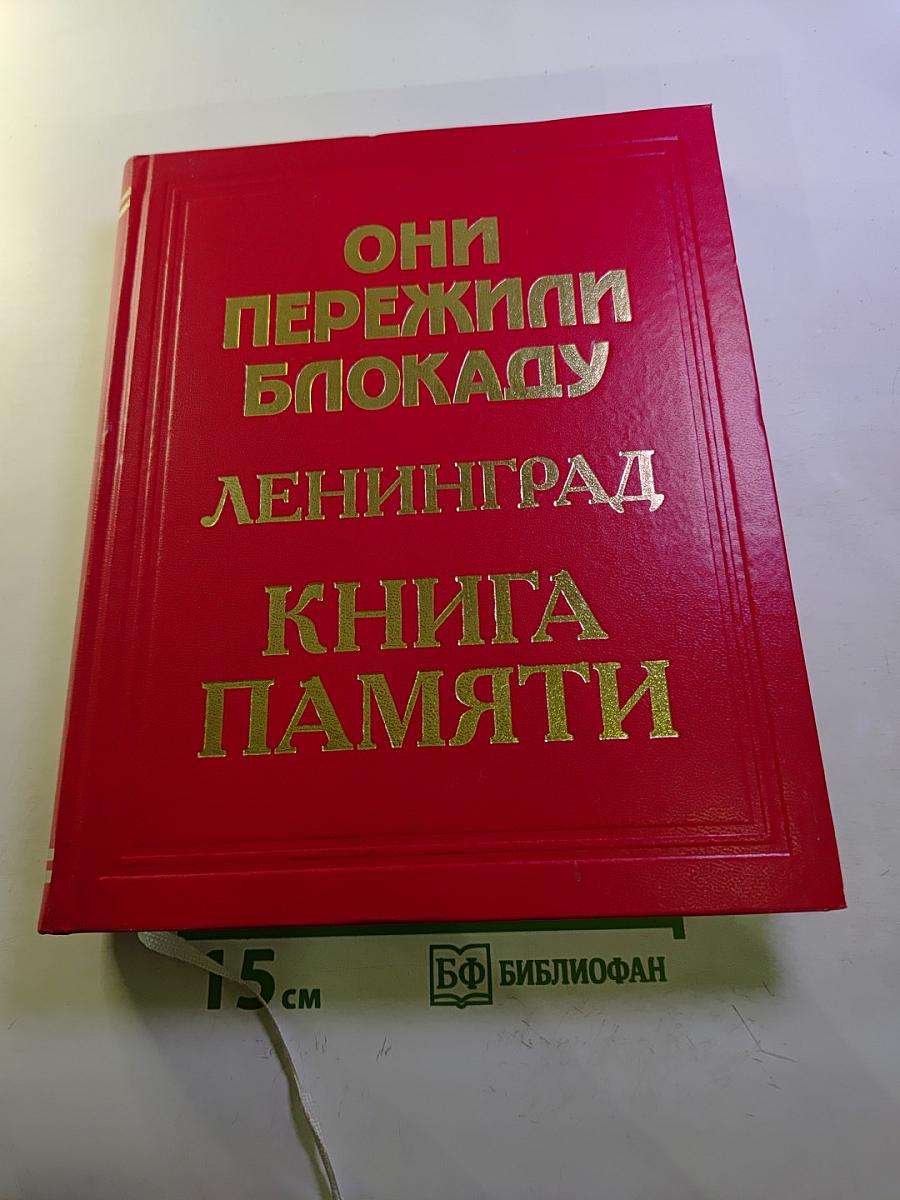 ОНИ
ПЕРЕЖИЛИ
БЛОКАДУ
ЛЕНИНГРАД
КНИГА
ПАМЯТИ
15 см
БФ БИБЛИОФАН